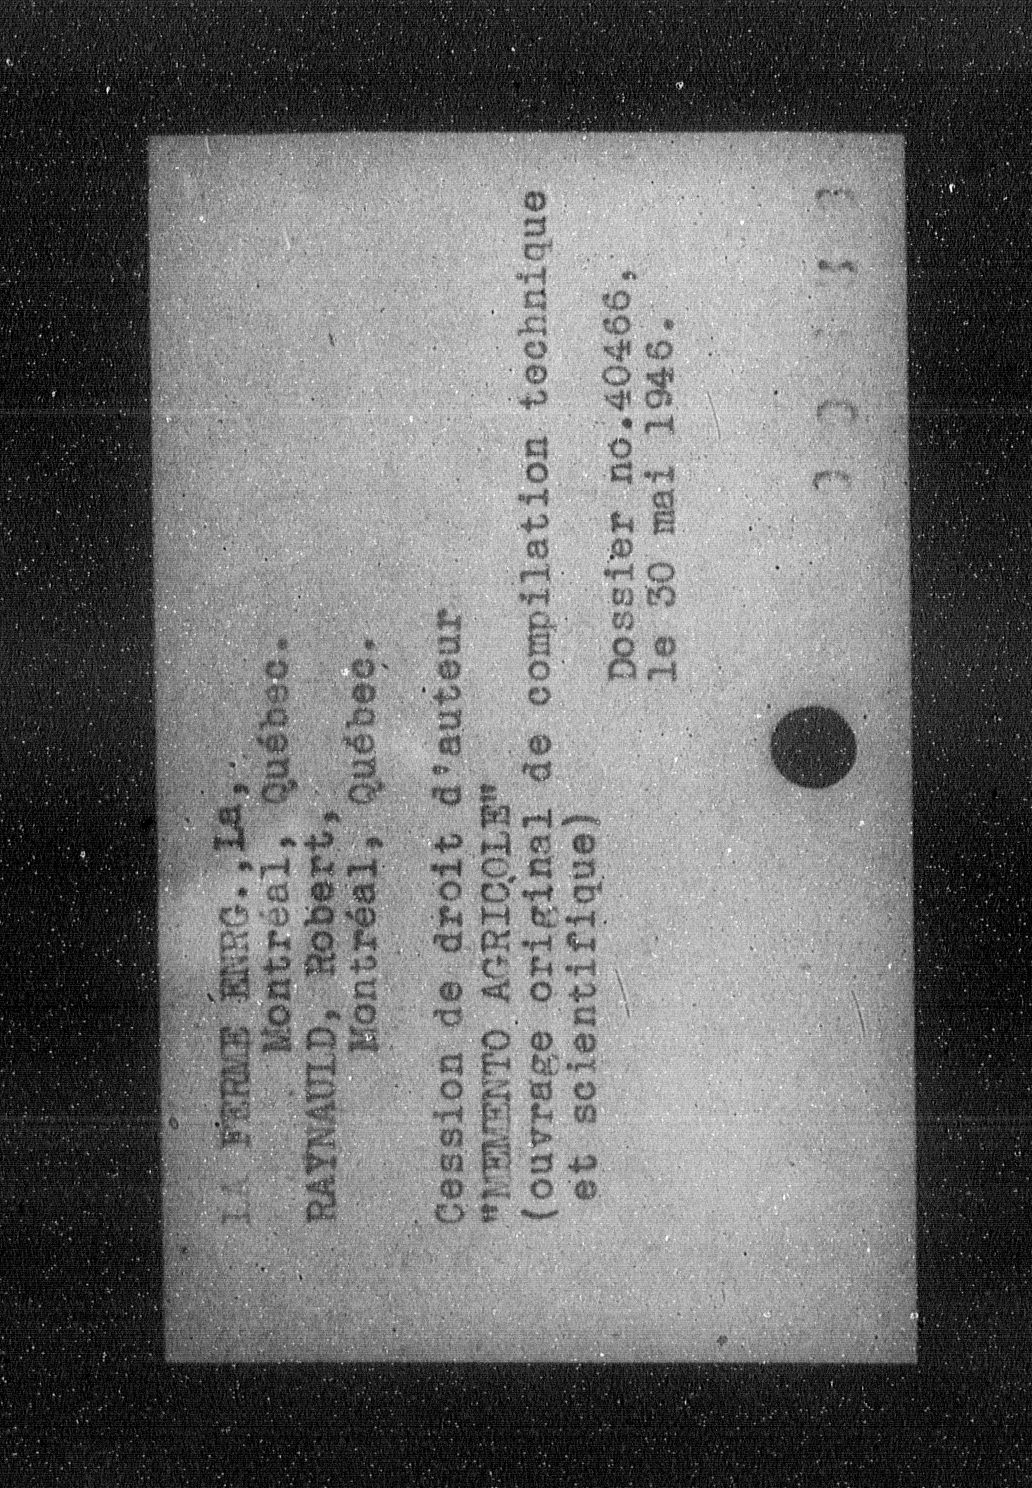 LA FERME ENRG.,La,
Montréal, Québec.
RAYNAULD, Robert,
Montréal, Québec.
Cession de droit d'auteur
"MEMENTO AGRICOLE"
(ouvrage original de compilation technique
et scientifique)
Dossier no.40466,
le 30 mai 1946.